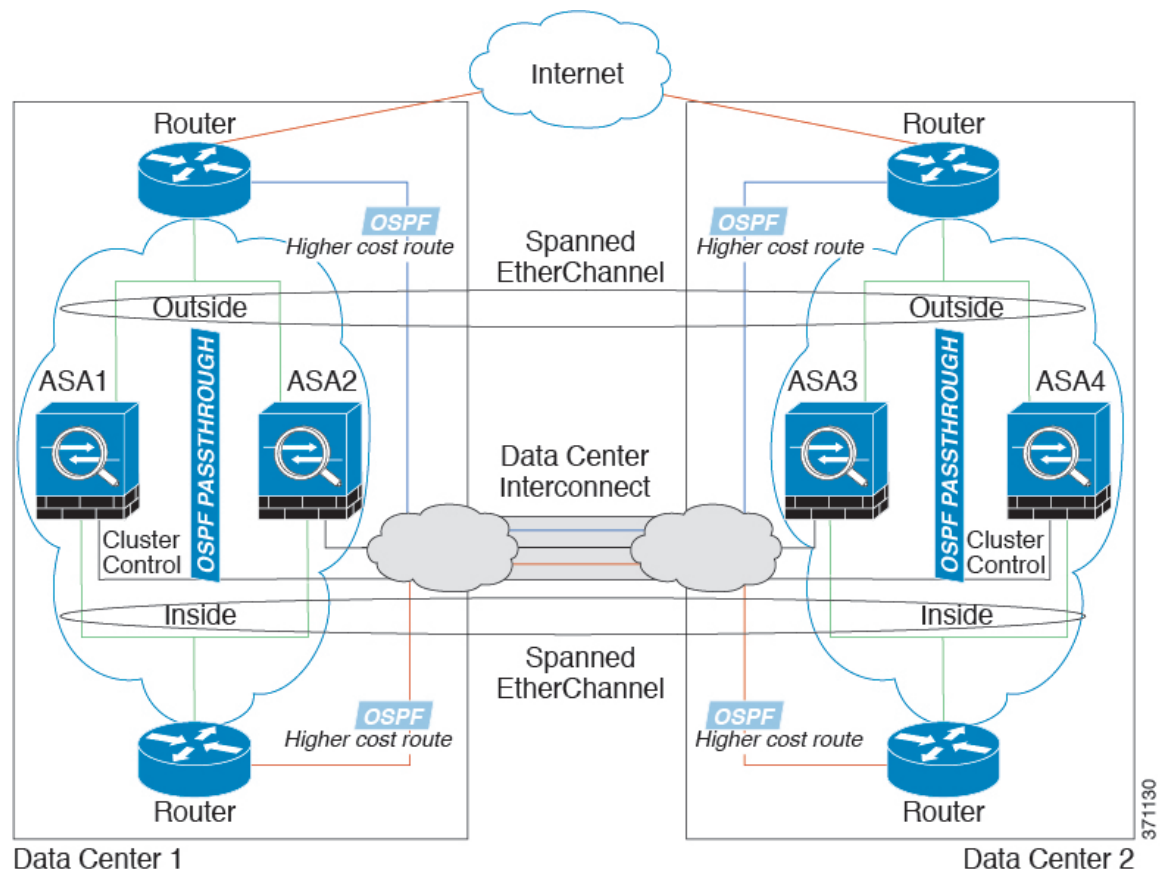 Internet
Router
Router
OSPF
Higher cost route
Spanned
EtherChannel
OSPF
Higher cost route
Outside
Outside
ASA1
OSPF PASSTHROUGH
ASA2
ASA3
OSPF PASSTHROUGH
ASA4
Data Center
Interconnect
Cluster
Control
Cluster
Control
Inside
Inside
Spanned
EtherChannel
OSPF
Higher cost route
OSPF
Higher cost route
Router
Router
371130
Data Center 1
Data Center 2